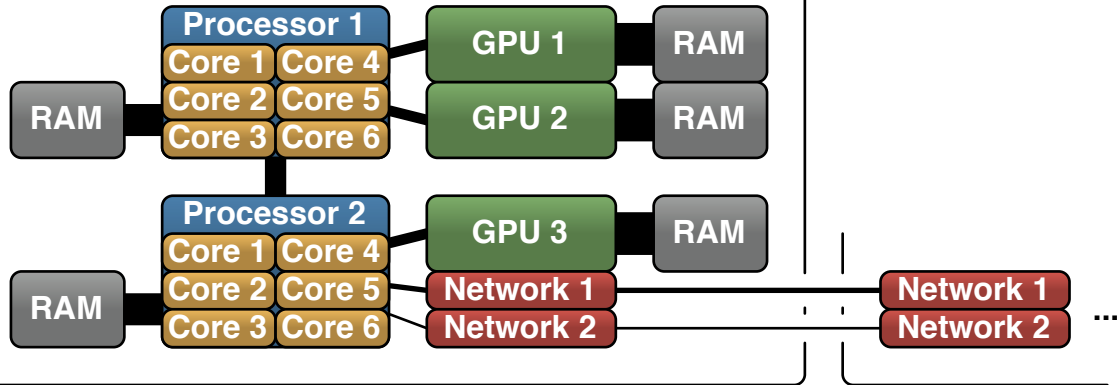 Processor 1
Core 1 Core 4
Core 2 Core 5
Core 3 Core 6
RAM
GPU 1 RAM
GPU 2 RAM
Processor 2
Core 1 Core 4
Core 2 Core 5
Core 3 Core 6
RAM
GPU 3 RAM
Network 1 Network 1
Network 2 Network 2
...